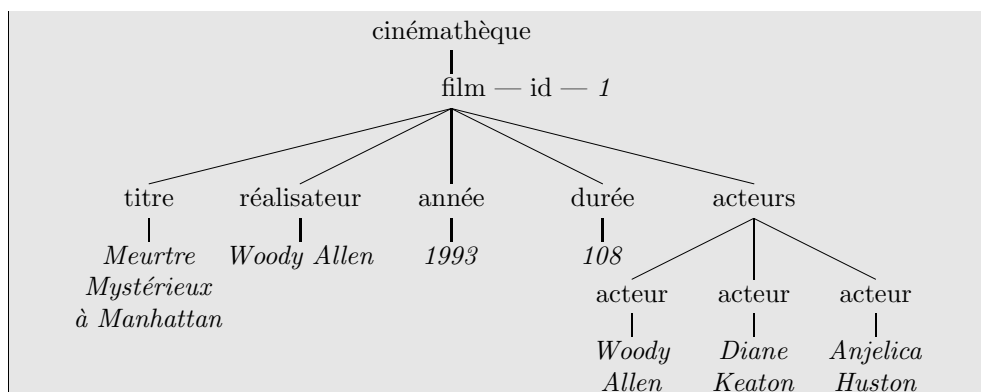 cinémathèque
film — id — 1
titre réalisateur année durée acteurs
Meurtre Mystérieux à Manhattan
Woody Allen 1993 108
acteur acteur acteur
Woody Allen
Diane Keaton
Anjelica Huston